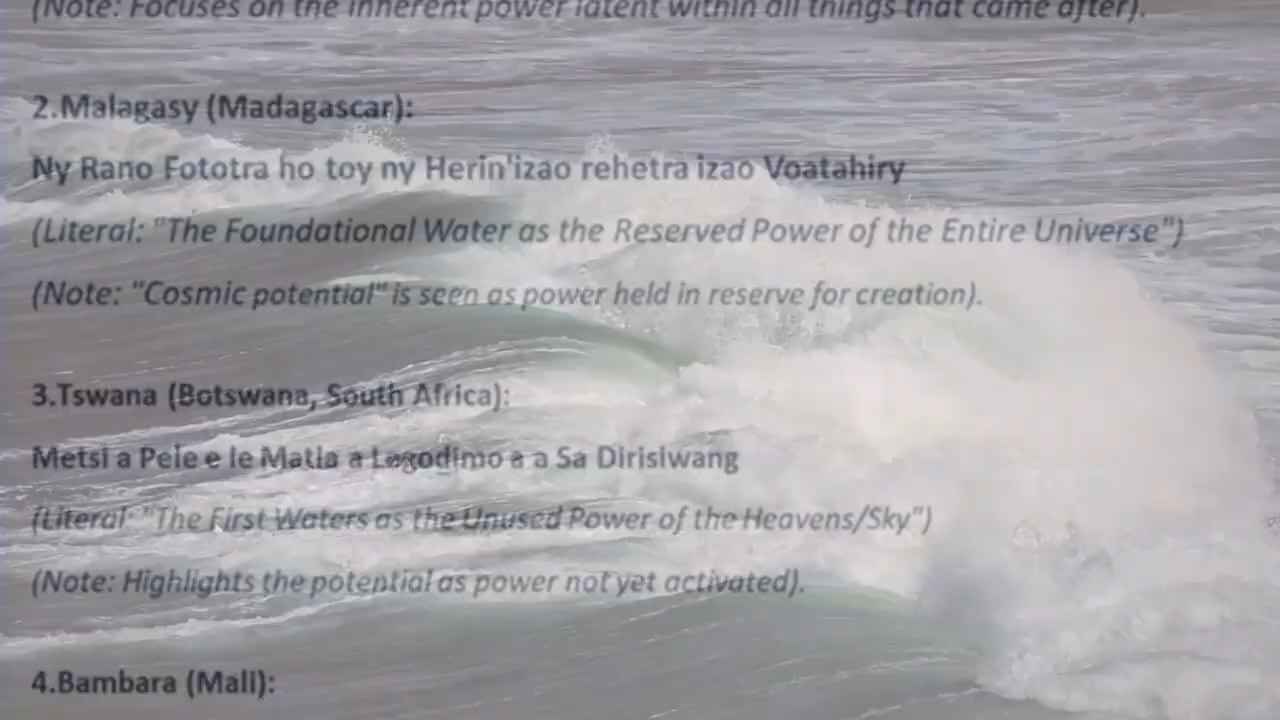 (Note: Focuses on the inherent power latent within all things that came after).
2.Malagasy (Madagascar):
Ny Rano Fototra ho toy ny Herin'izao rehetra izao Voatahiry
(Literal: "The Foundational Water as the Reserved Power of the Entire Universe")
(Note: "Cosmic potential" is seen as power held in reserve for creation).
3.Tswana (Botswana, South Africa):
Metsi a Pele e le Matla a Legodimo a a Sa Dirisiwang
(Literal: "The First Waters as the Unused Power of the Heavens/Sky")
(Note: Highlights the potential as power not yet activated).
4.Bambara (Mali):